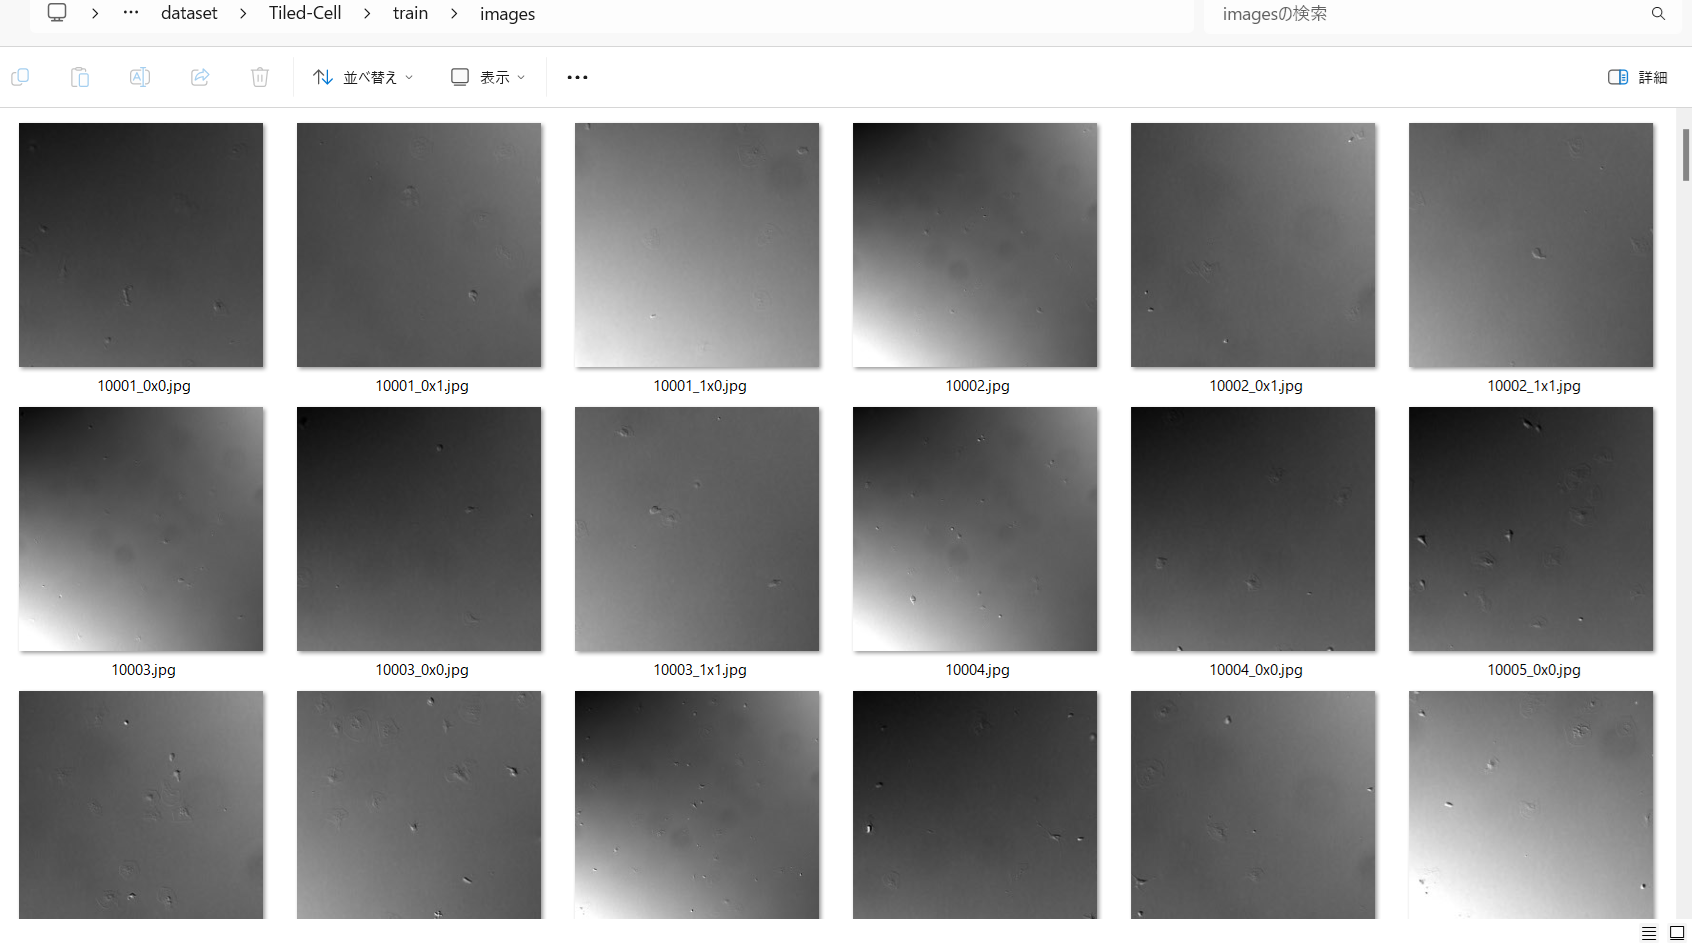 … dataset Tiled-Cell train images
imagesの検索
並べ替え 表示 … 詳細
10001_0x0.jpg 10001_0x1.jpg 10001_1x0.jpg 10002.jpg 10002_0x1.jpg 10002_1x1.jpg
10003.jpg 10003_0x0.jpg 10003_1x1.jpg 10004.jpg 10004_0x0.jpg 10005_0x0.jpg